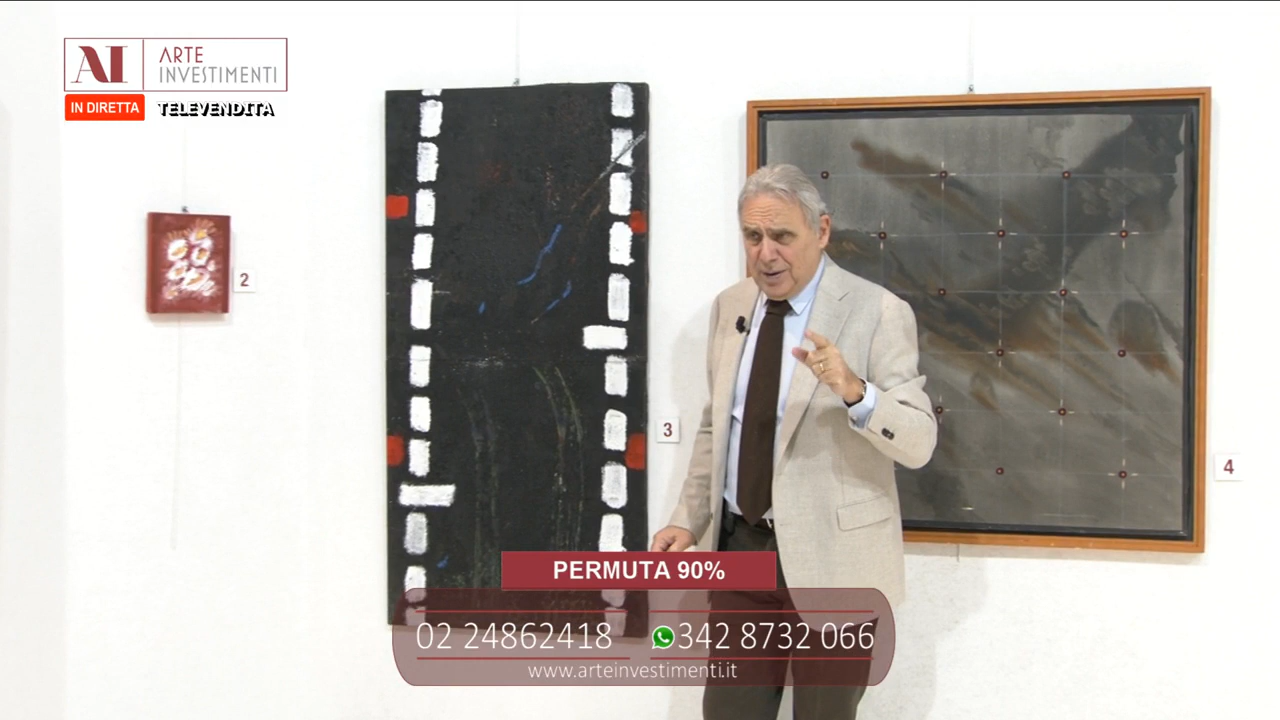 AI ARTE
INVESTIMENTI
IN DIRETTA TELEVENDITA
2
3
4
PERMUTA 90%
02 24862418 342 8732 066
www.arteinvestimenti.it